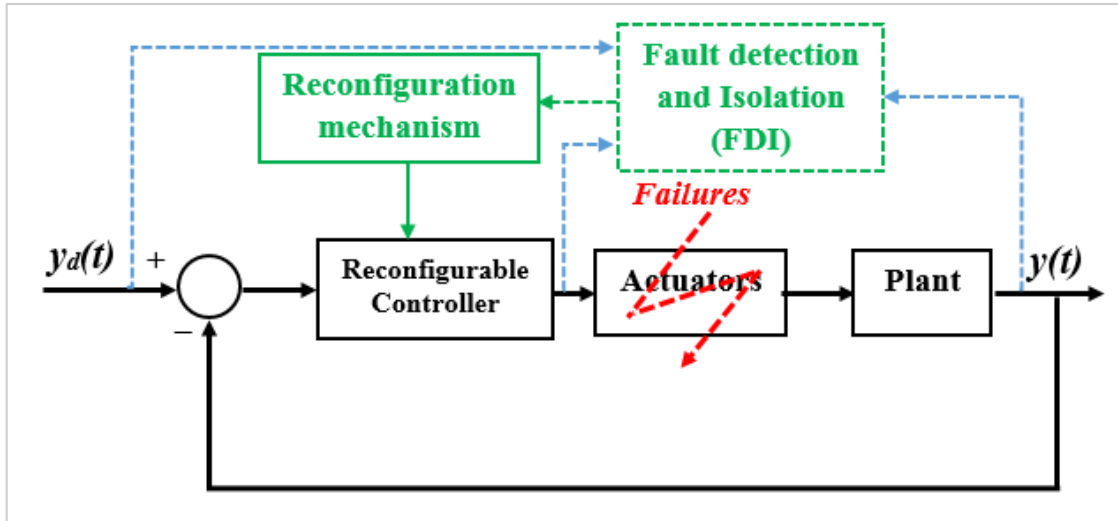 Fault detection
and Isolation
(FDI)
Reconfiguration
mechanism
Failures
yd(t)
+
−
Reconfigurable
Controller
Actuators
Plant
y(t)